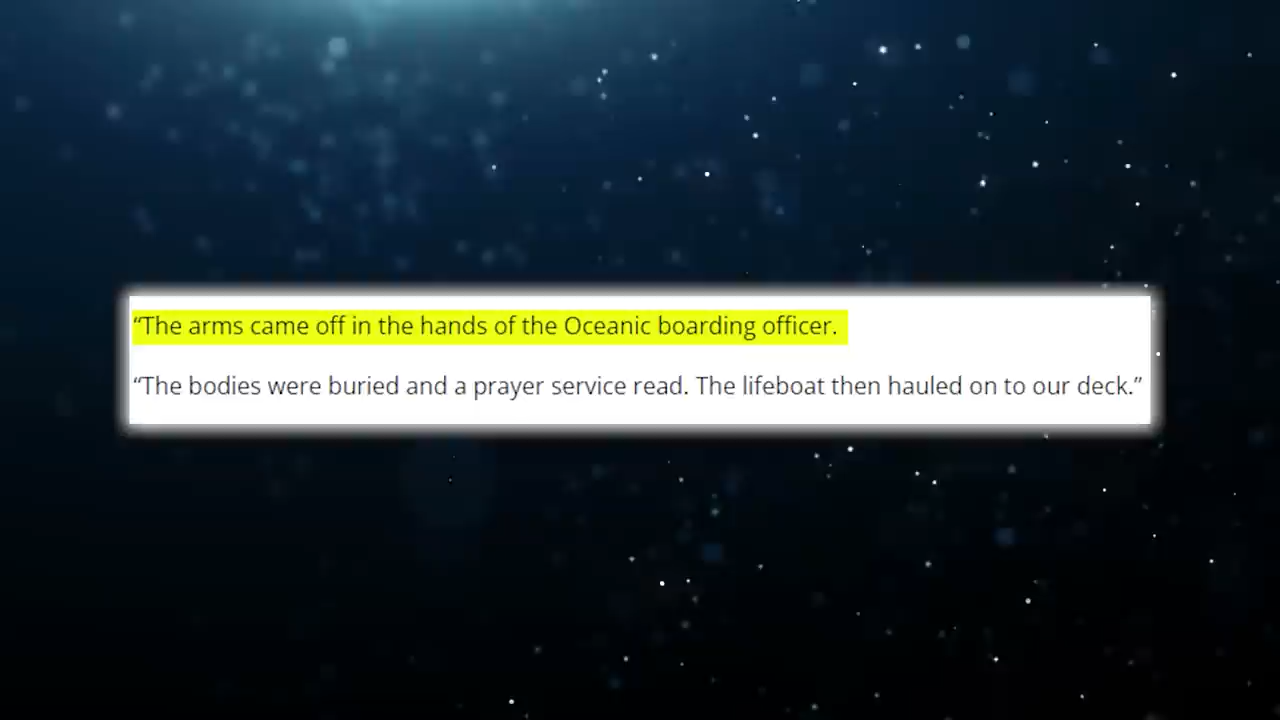 “The arms came off in the hands of the Oceanic boarding officer.
“The bodies were buried and a prayer service read. The lifeboat then hauled on to our deck.”